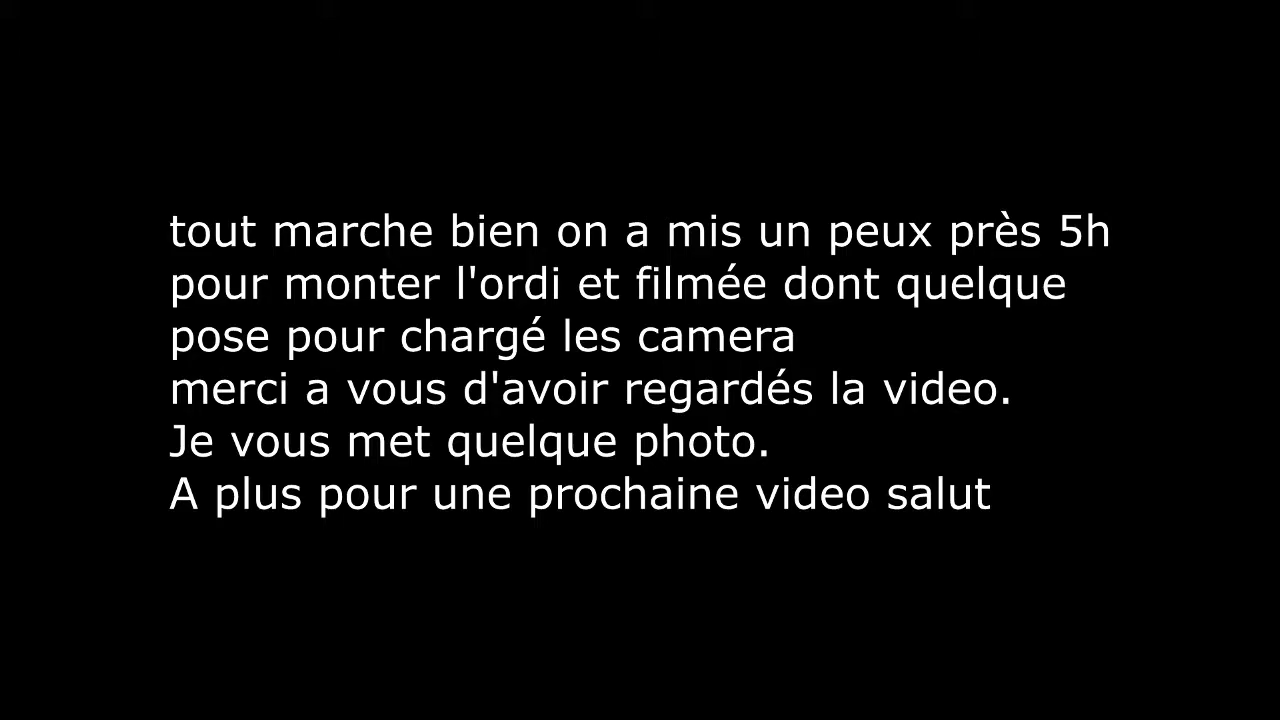 tout marche bien on a mis un peux près 5h
pour monter l'ordi et filmée dont quelque
pose pour chargé les camera
merci a vous d'avoir regardés la video.
Je vous met quelque photo.
A plus pour une prochaine video salut